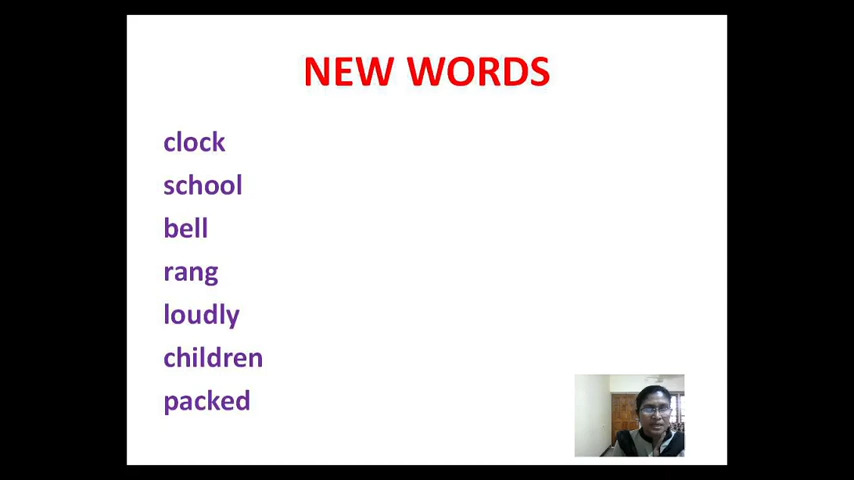 NEW WORDS
clock
school
bell
rang
loudly
children
packed